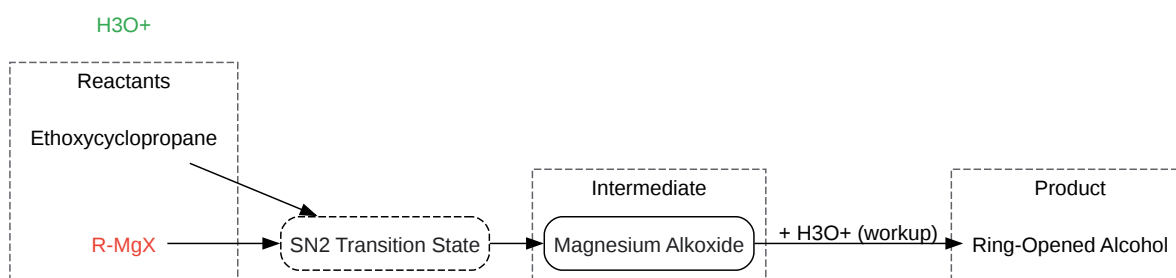 H3O+
Reactants
Ethoxycyclopropane
R-MgX
SN2 Transition State
Intermediate
Magnesium Alkoxide
+ H3O+ (workup)
Product
Ring-Opened Alcohol